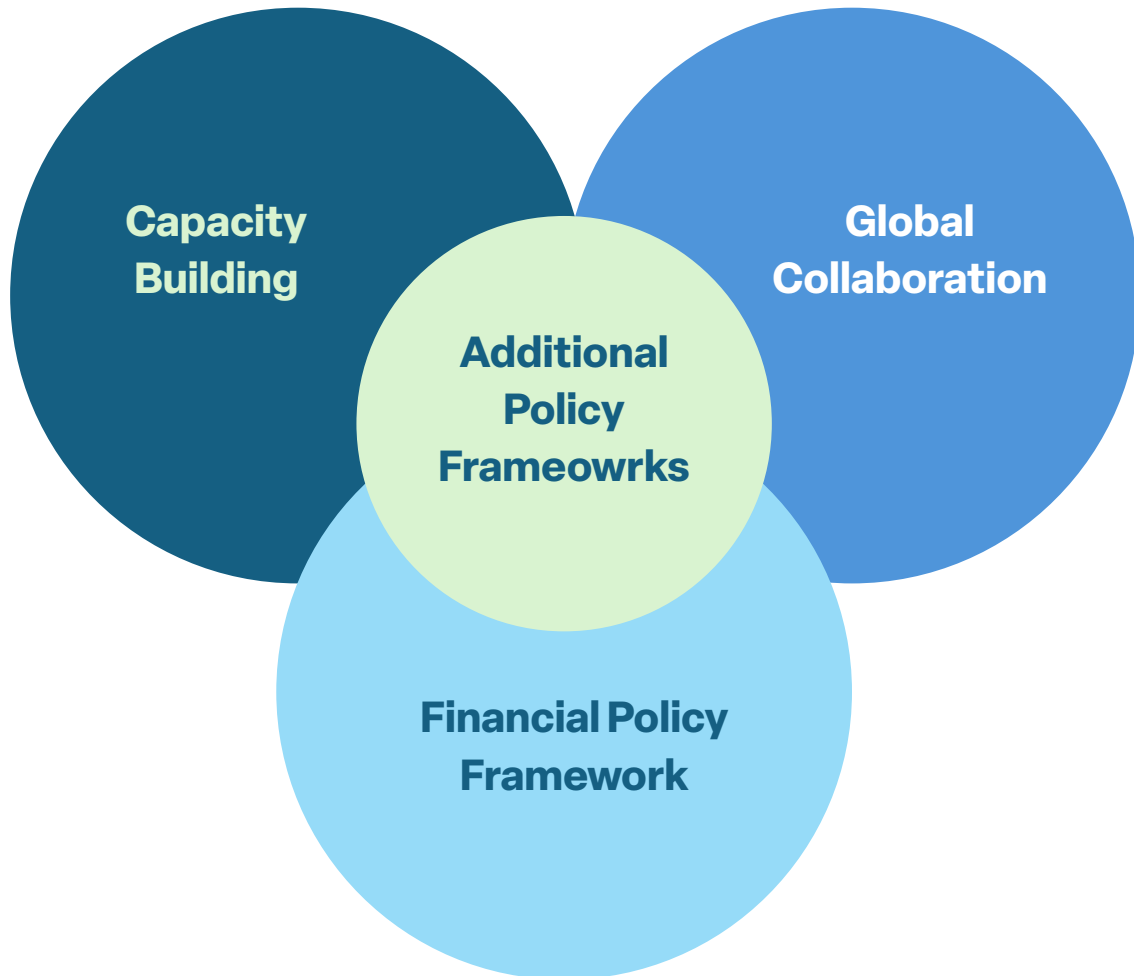 Capacity
Building
Global
Collaboration
Additional
Policy
Frameowrks
Financial Policy
Framework